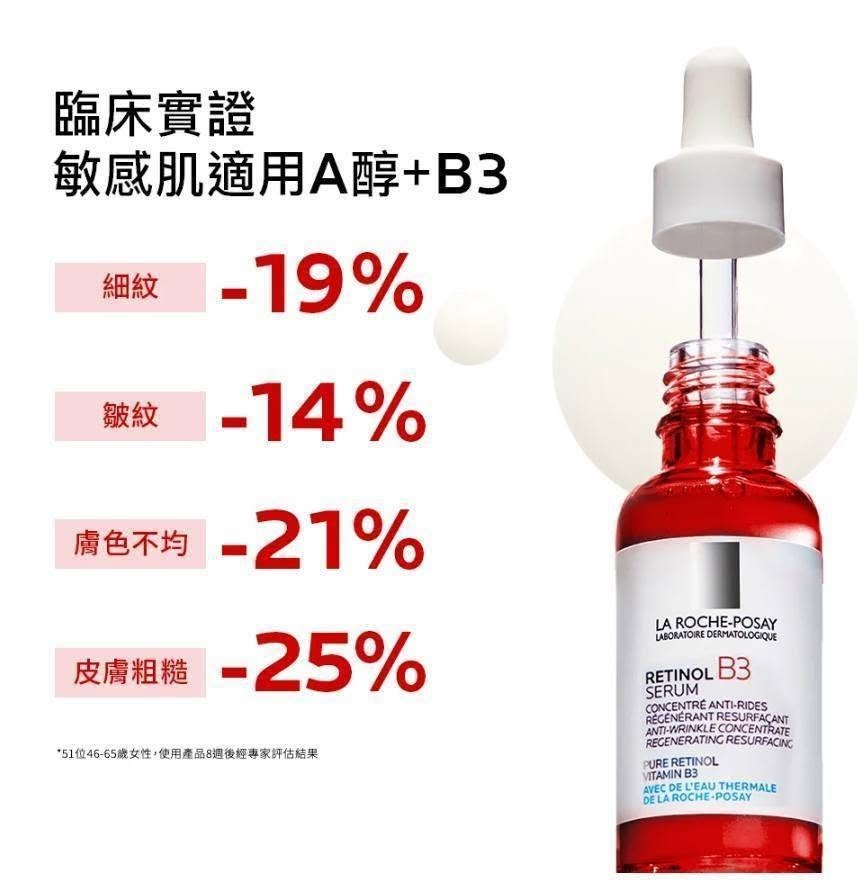 臨床實證
敏感肌適用A醇+B3
細紋 -19%
皺紋 -14%
膚色不均 -21%
皮膚粗糙 -25%
*51位46-65歲女性,使用產品8週後經專家評估結果
LA ROCHE-POSAY
LABORATOIRE DERMATOLOGIQUE
RETINOL B3
SERUM
CONCENTRÉ ANTI-RIDES
RÉGÉNÉRANT RESURFAÇANT
ANTI-WRINKLE CONCENTRATE
REGENERATING RESURFACING
PURE RETINOL
VITAMIN B3
AVEC DE L'EAU THERMALE
DE LA ROCHE-POSAY